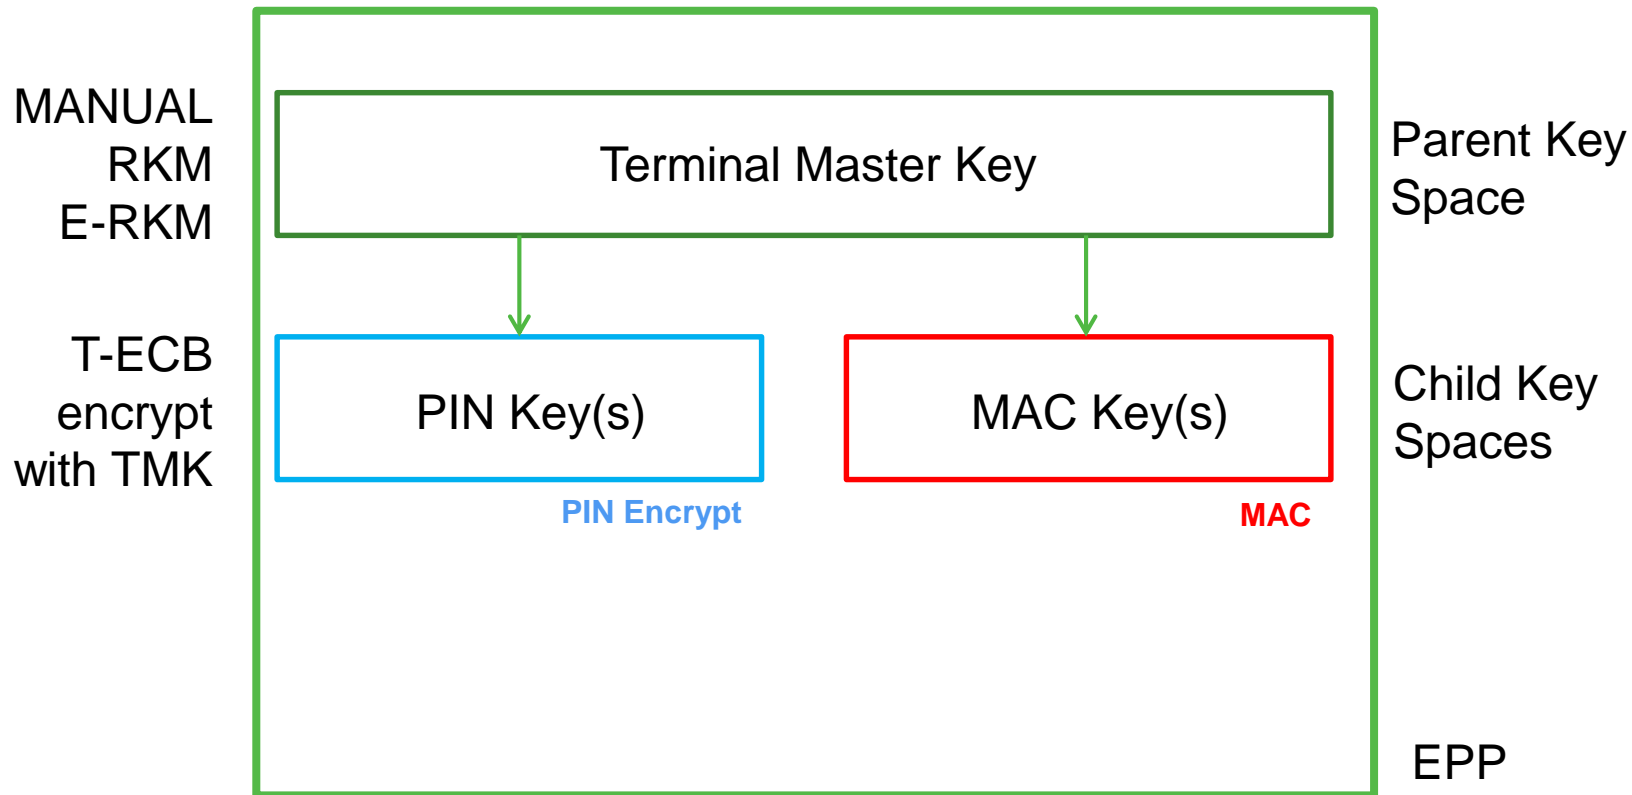 MANUAL
RKM
E-RKM
Terminal Master Key
Parent Key
Space
T-ECB
encrypt
with TMK
PIN Key(s)
MAC Key(s)
Child Key
Spaces
PIN Encrypt
MAC
EPP